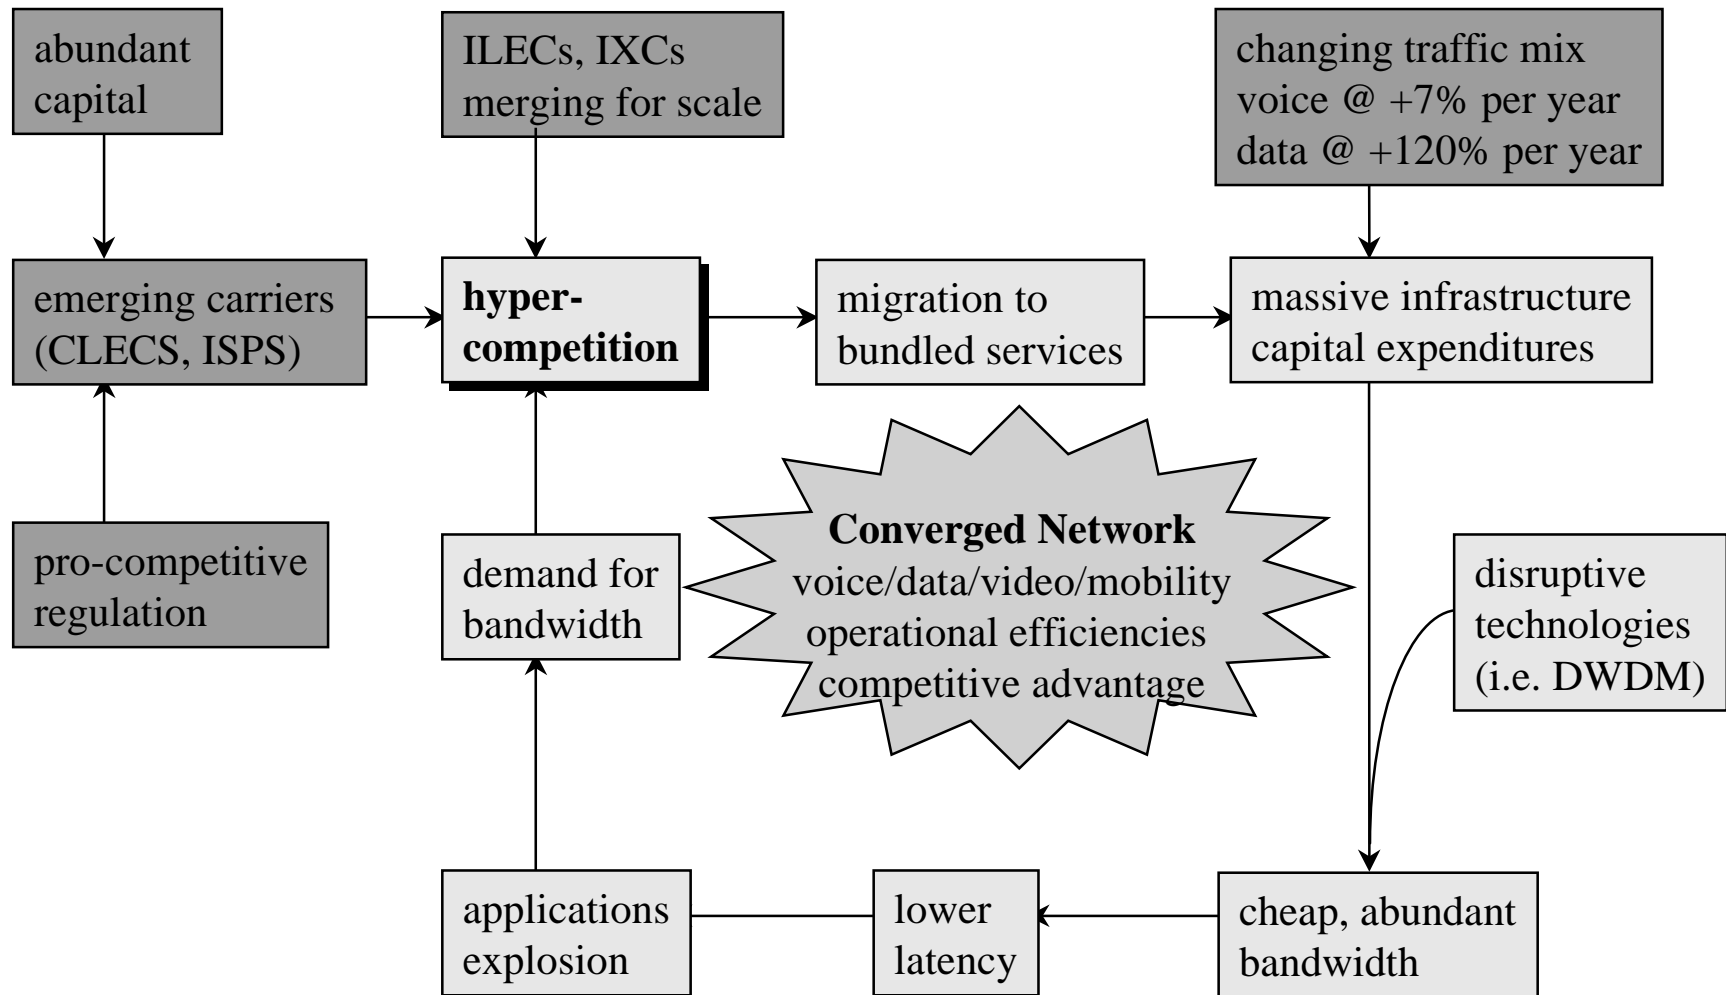 abundant
capital
ILECs, IXCs
merging for scale
changing traffic mix
voice @ +7% per year
data @ +120% per year
emerging carriers
(CLECS, ISPS)
hyper-
competition
migration to
bundled services
massive infrastructure
capital expenditures
pro-competitive
regulation
demand for
bandwidth
Converged Network
voice/data/video/mobility
operational efficiencies
competitive advantage
disruptive
technologies
(i.e. DWDM)
applications
explosion
lower
latency
cheap, abundant
bandwidth